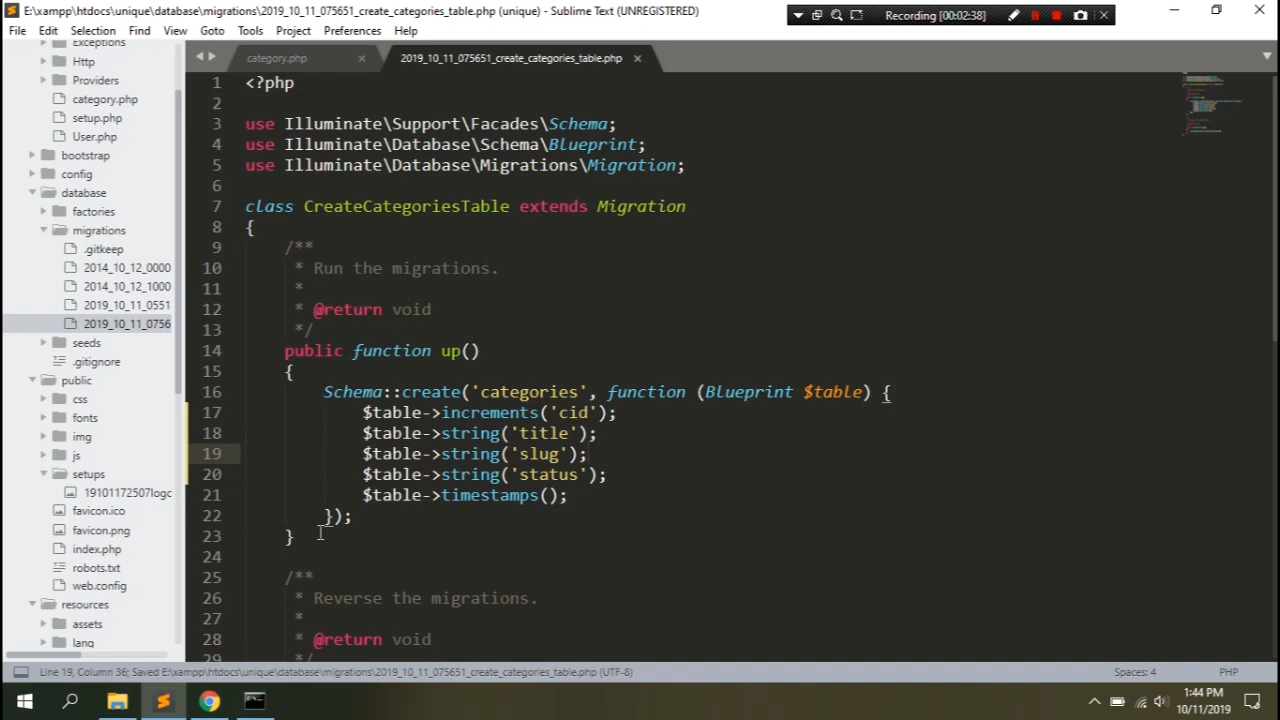 E:\xampp\htdocs\unique\database\migrations\2019_10_11_075651_create_categories_table.php (unique) - Sublime Text (UNREGISTERED)
Recording [00:02:38]
File Edit Selection Find View Goto Tools Project Preferences Help
Exceptions
Http
Providers
category.php
setup.php
User.php
bootstrap
config
database
factories
migrations
.gitkeep
2014_10_12_0000
2014_10_12_1000
2019_10_11_0551
2019_10_11_0756
seeds
.gitignore
public
css
fonts
img
js
setups
19101172507logo
favicon.ico
favicon.png
index.php
robots.txt
web.config
resources
assets
lang
category.php
2019_10_11_075651_create_categories_table.php
1 <?php
2
3 use Illuminate\Support\Facades\Schema;
4 use Illuminate\Database\Schema\Blueprint;
5 use Illuminate\Database\Migrations\Migration;
6
7 class CreateCategoriesTable extends Migration
8 {
9 /**
10 * Run the migrations.
11 *
12 * @return void
13 */
14 public function up()
15 {
16 Schema::create('categories', function (Blueprint $table) {
17 $table->increments('cid');
18 $table->string('title');
19 $table->string('slug');
20 $table->string('status');
21 $table->timestamps();
22 });
23 }
24
25 /**
26 * Reverse the migrations.
27 *
28 * @return void
29
Line 19, Column 36; Saved E:\xampp\htdocs\unique\database\migrations\2019_10_11_075651_create_categories_table.php (UTF-8)
Spaces: 4
PHP
1:44 PM
10/11/2019